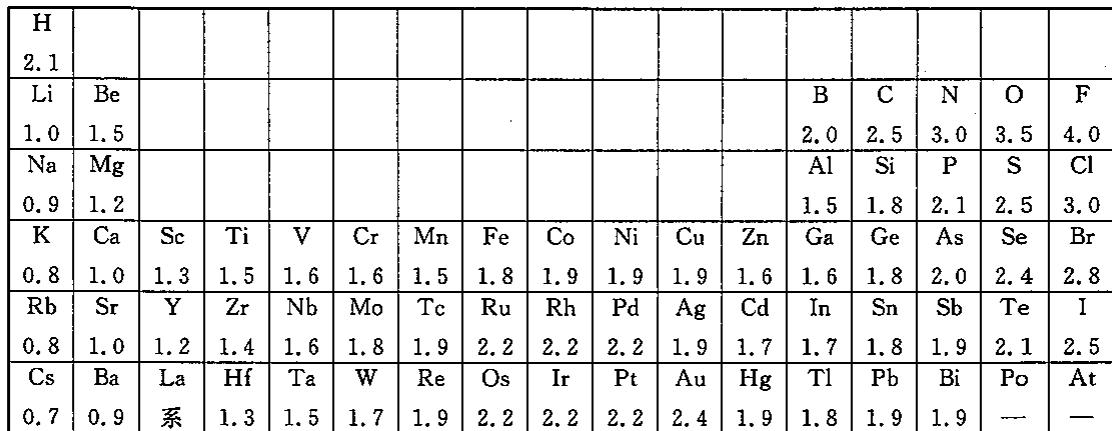 H
2.1
Li Be B C N O F
1.0 1.5 2.0 2.5 3.0 3.5 4.0
Na Mg Al Si P S Cl
0.9 1.2 1.5 1.8 2.1 2.5 3.0
K Ca Sc Ti V Cr Mn Fe Co Ni Cu Zn Ga Ge As Se Br
0.8 1.0 1.3 1.5 1.6 1.6 1.5 1.8 1.9 1.9 1.9 1.6 1.6 1.8 2.0 2.4 2.8
Rb Sr Y Zr Nb Mo Tc Ru Rh Pd Ag Cd In Sn Sb Te I
0.8 1.0 1.2 1.4 1.6 1.8 1.9 2.2 2.2 2.2 1.9 1.7 1.7 1.8 1.9 2.1 2.5
Cs Ba La Hf Ta W Re Os Ir Pt Au Hg Tl Pb Bi Po At
0.7 0.9 系 1.3 1.5 1.7 1.9 2.2 2.2 2.2 2.4 1.9 1.8 1.9 1.9 — —